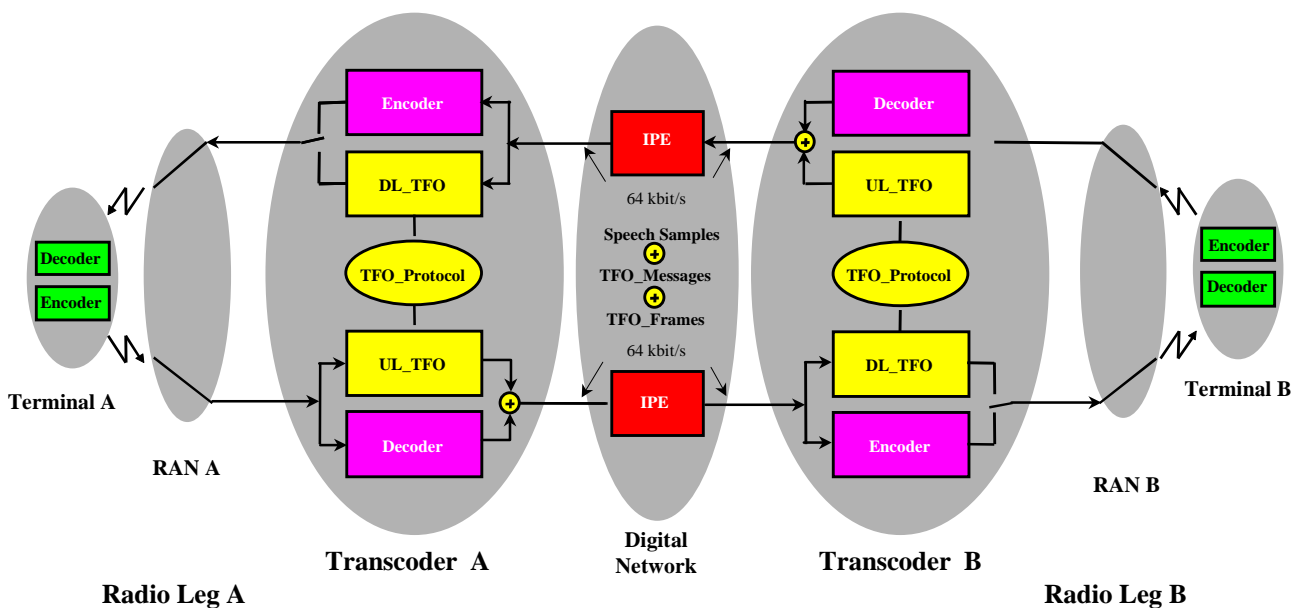 Encoder
DL_TFO
TFO_Protocol
UL_TFO
Decoder
Decoder
Encoder
Terminal A
RAN A
Transcoder A
Radio Leg A
IPE
64 kbit/s
Speech Samples
+
TFO_Messages
+
TFO_Frames
64 kbit/s
IPE
+
Digital
Network
Decoder
+
UL_TFO
TFO_Protocol
DL_TFO
Encoder
Transcoder B
Encoder
Decoder
Terminal B
RAN B
Radio Leg B